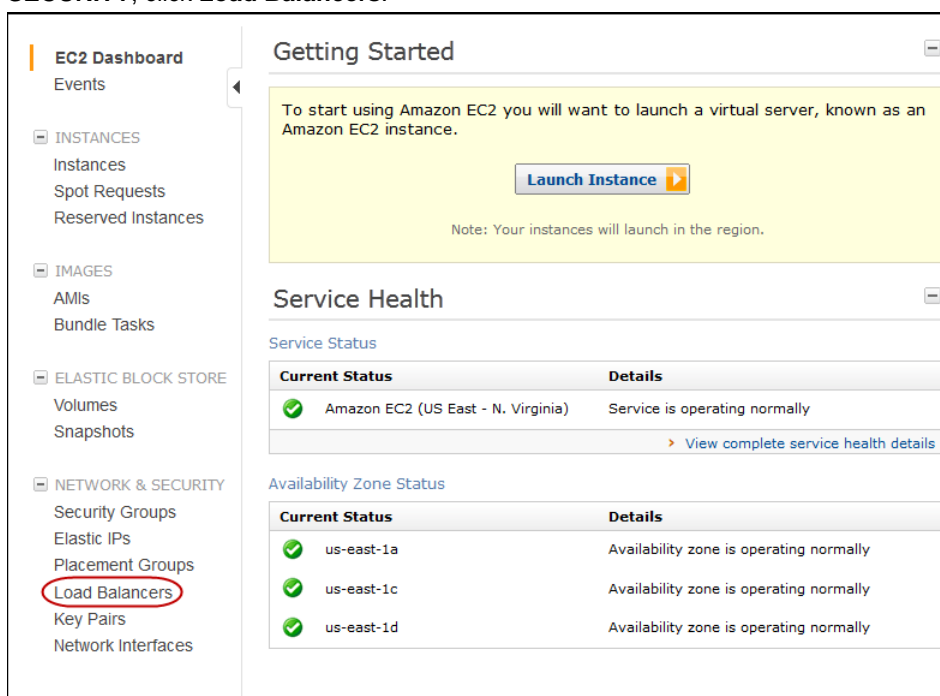 SECURITY, click Load Balancers.
EC2 Dashboard
Events
INSTANCES
Instances
Spot Requests
Reserved Instances
IMAGES
AMIs
Bundle Tasks
ELASTIC BLOCK STORE
Volumes
Snapshots
NETWORK & SECURITY
Security Groups
Elastic IPs
Placement Groups
Load Balancers
Key Pairs
Network Interfaces
Getting Started
To start using Amazon EC2 you will want to launch a virtual server, known as an
Amazon EC2 instance.
Launch Instance
Note: Your instances will launch in the region.
Service Health
Service Status
Current Status Details
Amazon EC2 (US East - N. Virginia) Service is operating normally
View complete service health details
Availability Zone Status
Current Status Details
us-east-1a Availability zone is operating normally
us-east-1c Availability zone is operating normally
us-east-1d Availability zone is operating normally